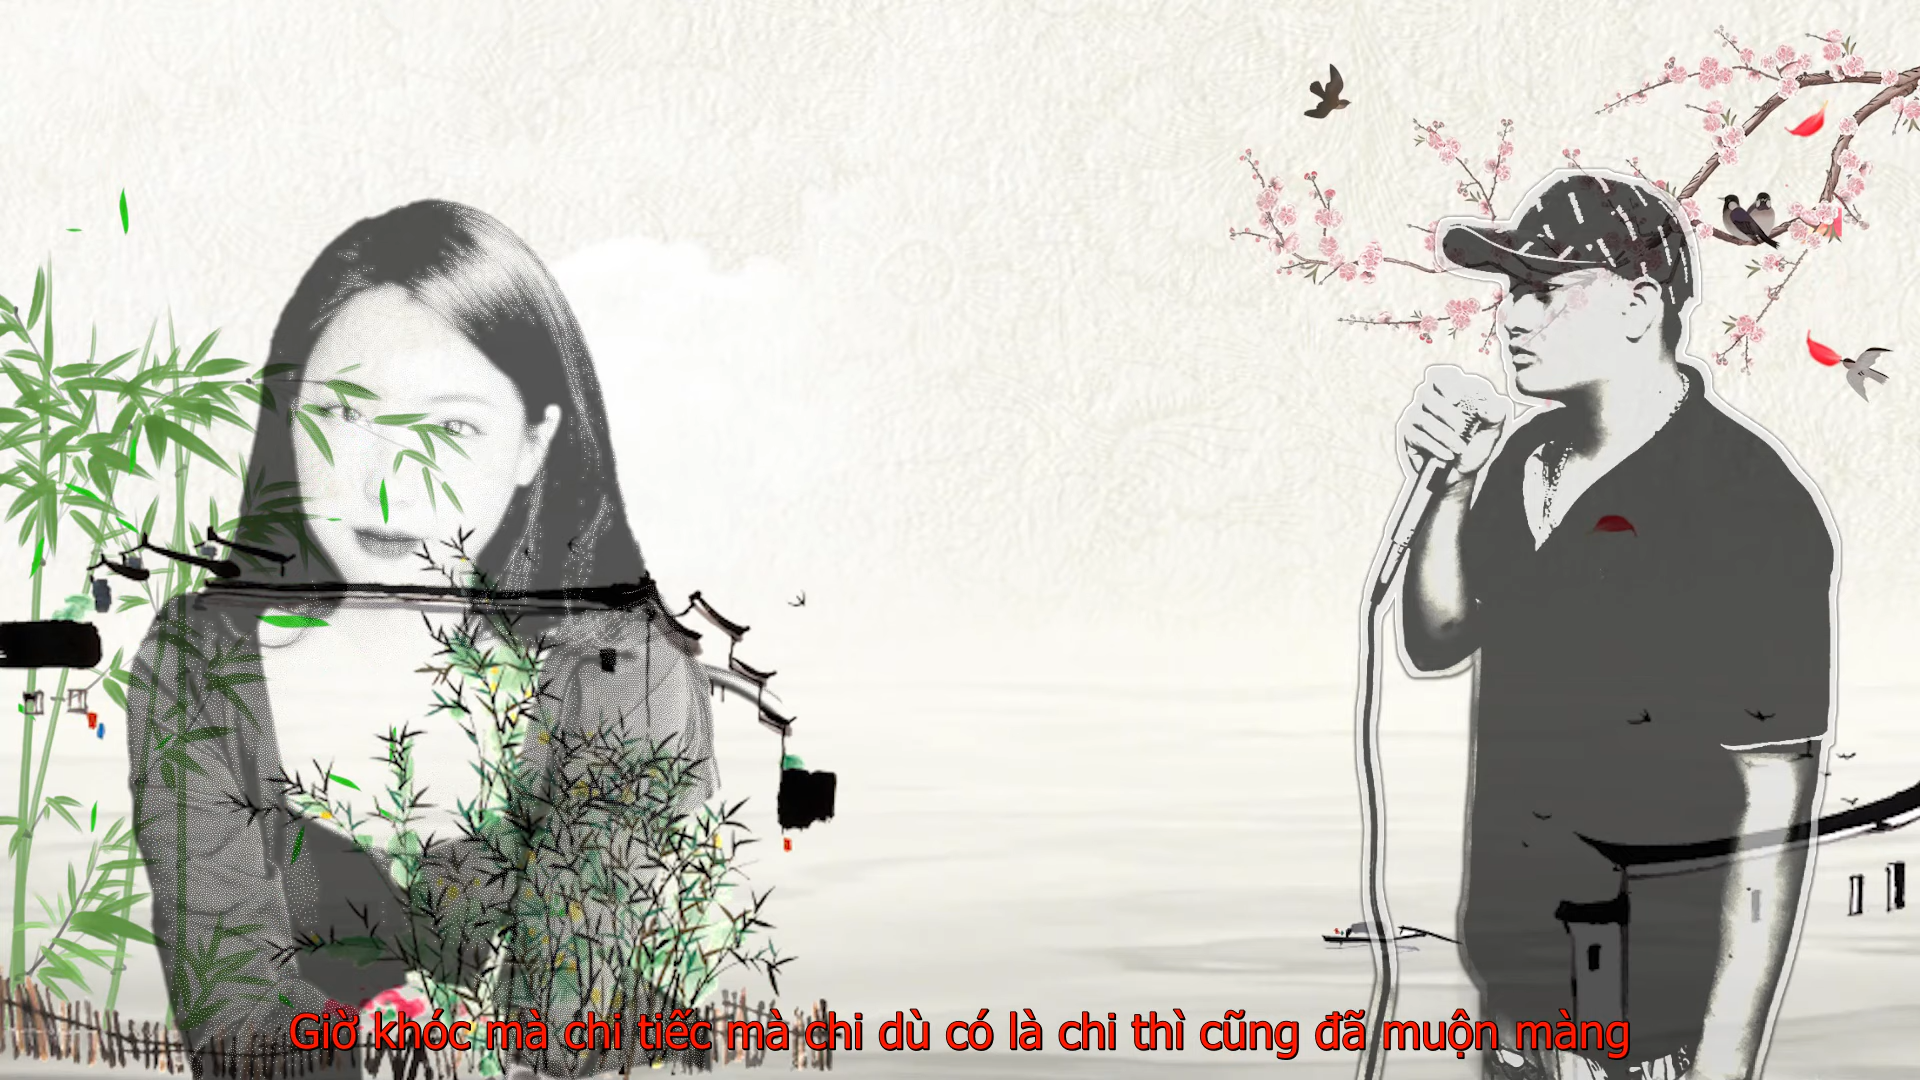 Giờ khóc mà chi tiếc mà chi dù có là chi thì cũng đã muộn màng